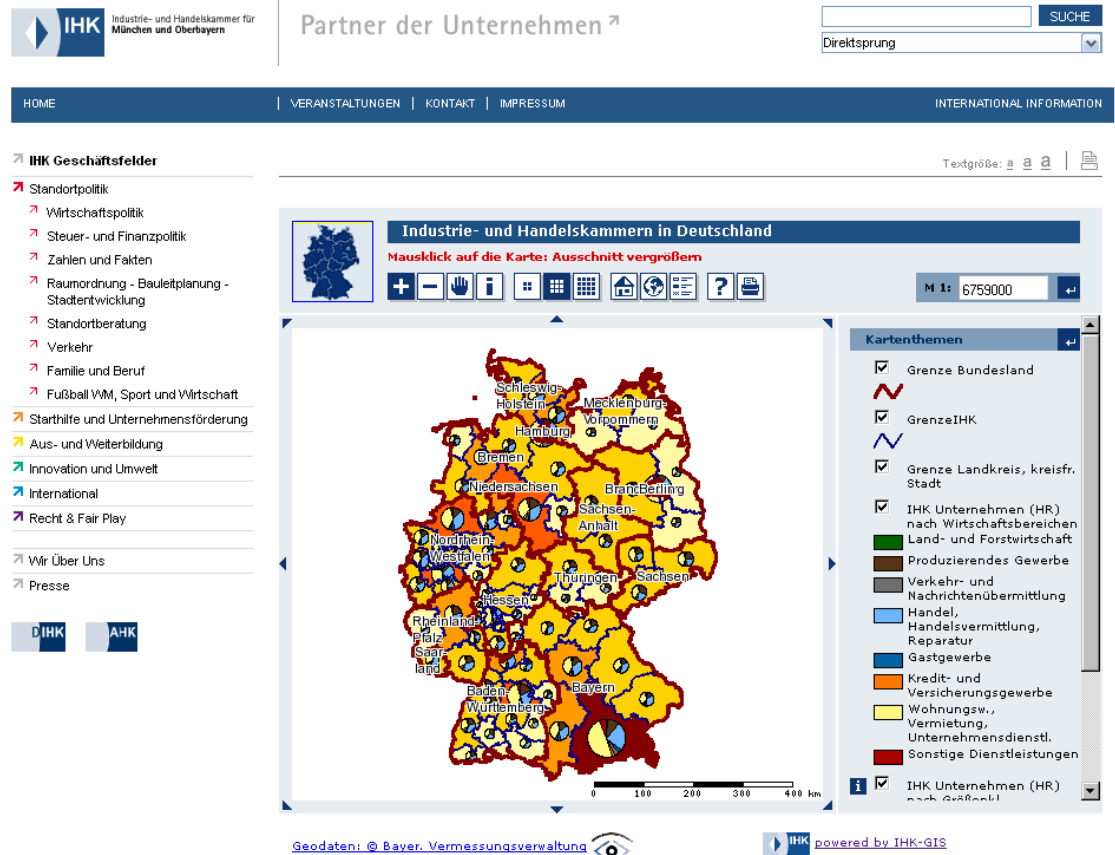 IHK
Industrie- und Handelskammer für
München und Oberbayern
Partner der Unternehmen
SUCHE
Direktsprung
HOME
VERANSTALTUNGEN | KONTAKT | IMPRESSUM
INTERNATIONAL INFORMATION
IHK Geschäftsfelder
Textgröße: a a a
Standortpolitik
Wirtschaftspolitik
Steuer- und Finanzpolitik
Zahlen und Fakten
Raumordnung - Bauleitplanung -
Stadtentwicklung
Standortberatung
Verkehr
Familie und Beruf
Fußball WM, Sport und Wirtschaft
Starthilfe und Unternehmensförderung
Aus- und Weiterbildung
Innovation und Umwelt
International
Recht & Fair Play
Wir Über Uns
Presse
DIHK
AHK
Industrie- und Handelskammern in Deutschland
Mausklick auf die Karte: Ausschnitt vergrößern
M 1: 6759000
Schleswig-
Holstein
Mecklenburg-
Vorpommern
Hamburg
Bremen
Niedersachsen
Berlin
Sachsen-
Anhalt
Nordrhein-
Westfalen
Thüringen
Sachsen
Hessen
Rheinland-
Pfalz
Saar-
land
Baden-
Württemberg
Bayern
0 100 200 300 400 km
Kartenthemen
Grenze Bundesland
GrenzeIHK
Grenze Landkreis, kreisfr.
Stadt
IHK Unternehmen (HR)
nach Wirtschaftsbereichen
Land- und Forstwirtschaft
Produzierendes Gewerbe
Verkehr- und
Nachrichtenübermittlung
Handel,
Handelsvermittlung,
Reparatur
Gastgewerbe
Kredit- und
Versicherungsgewerbe
Wohnungsw.,
Vermietung,
Unternehmensdienstl.
Sonstige Dienstleistungen
IHK Unternehmen (HR)
nach Größenkl
Geodaten: © Bayer. Vermessungsverwaltung
IHK
powered by IHK-GIS